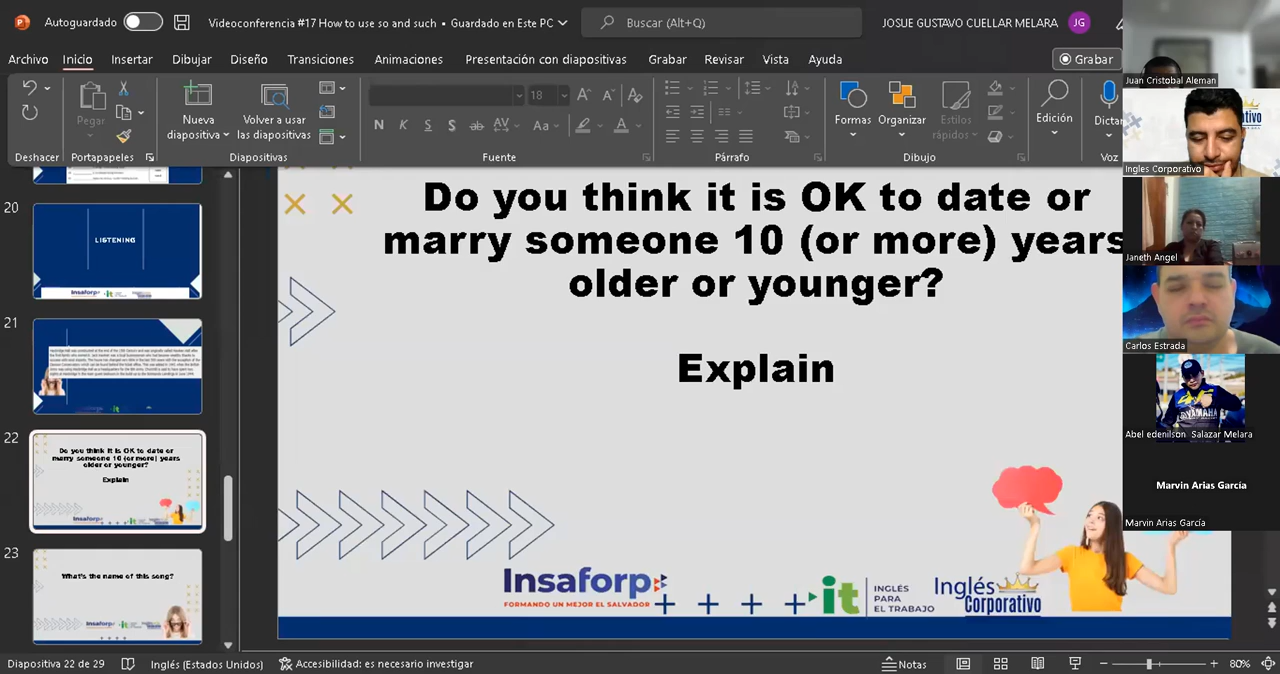 Autoguardado
Videoconferencia #17 How to use so and such • Guardado en Este PC
Buscar (Alt+Q)
JOSUE GUSTAVO CUELLAR MELARA
JG
Archivo
Inicio
Insertar
Dibujar
Diseño
Transiciones
Animaciones
Presentación con diapositivas
Grabar
Revisar
Vista
Ayuda
Grabar
Pegar
Nueva
diapositiva
Volver a usar
las diapositivas
18
N
K
S
S
ab
AV
Aa
A
Formas
Organizar
Estilos
rápidos
Edición
Dictar
Deshacer
Portapapeles
Diapositivas
Fuente
Párrafo
Dibujo
Voz
20
LISTENING
21
22
Do you think it is OK to date or
marry someone 10 (or more) years
older or younger?
Explain
23
What's the name of this song?
Do you think it is OK to date or
marry someone 10 (or more) years
older or younger?
Explain
Insaforp
FORMANDO UN MEJOR EL SALVADOR
it
INGLÉS
PARA
EL TRABAJO
Inglés
Corporativo
Juan Cristobal Aleman
Ingles Corporativo
Janeth Angel
Carlos Estrada
YAMAHA
Abel edenilson Salazar Melara
Marvin Arias García
Marvin Arias García
Diapositiva 22 de 29
Inglés (Estados Unidos)
Accesibilidad: es necesario investigar
Notas
80%